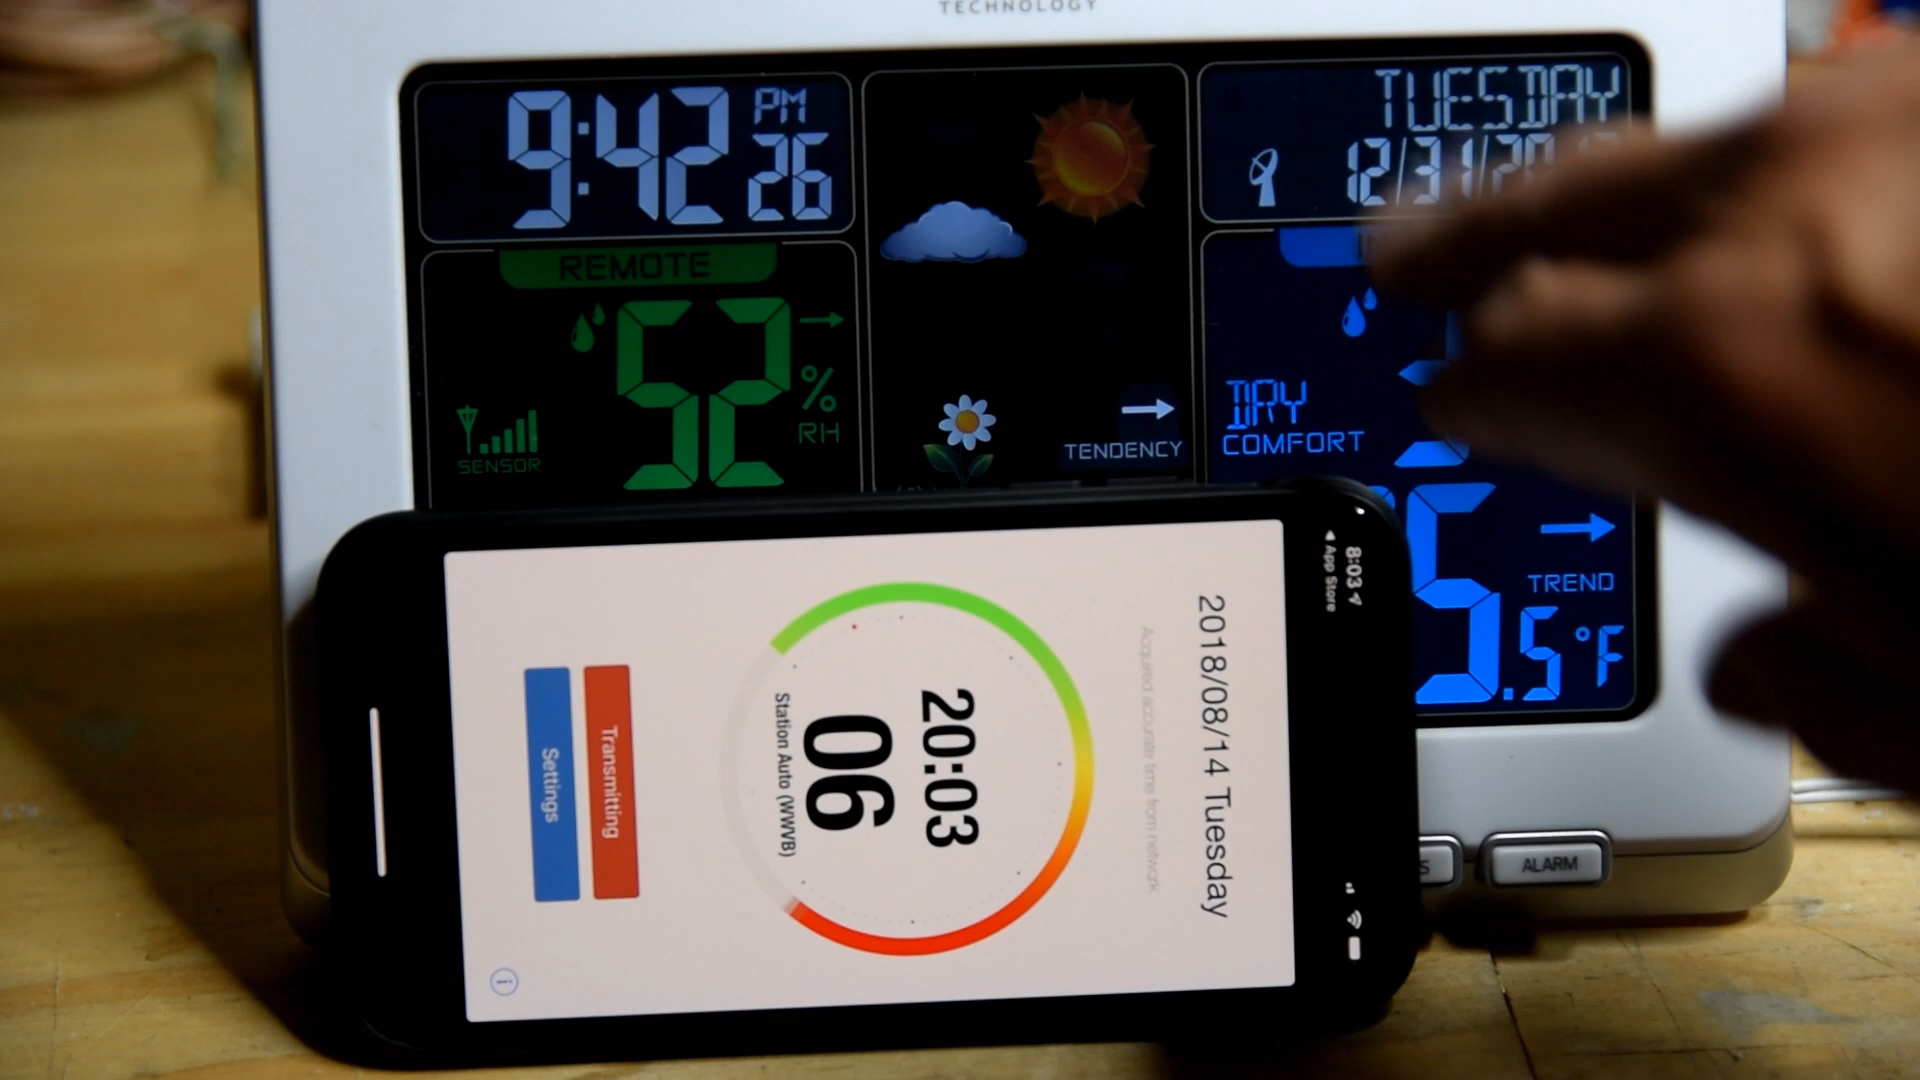 TECHNOLOGY
9:42 PM 26
TUESDAY
12/31/20
REMOTE
52 % RH
SENSOR
TENDENCY
DRY
COMFORT
TREND
5.5 °F
ALARM
8:03
App Store
2018/08/14 Tuesday
Acquired accurate time from network
20:03
06
Station Auto (WWVB)
Transmitting
Settings
i